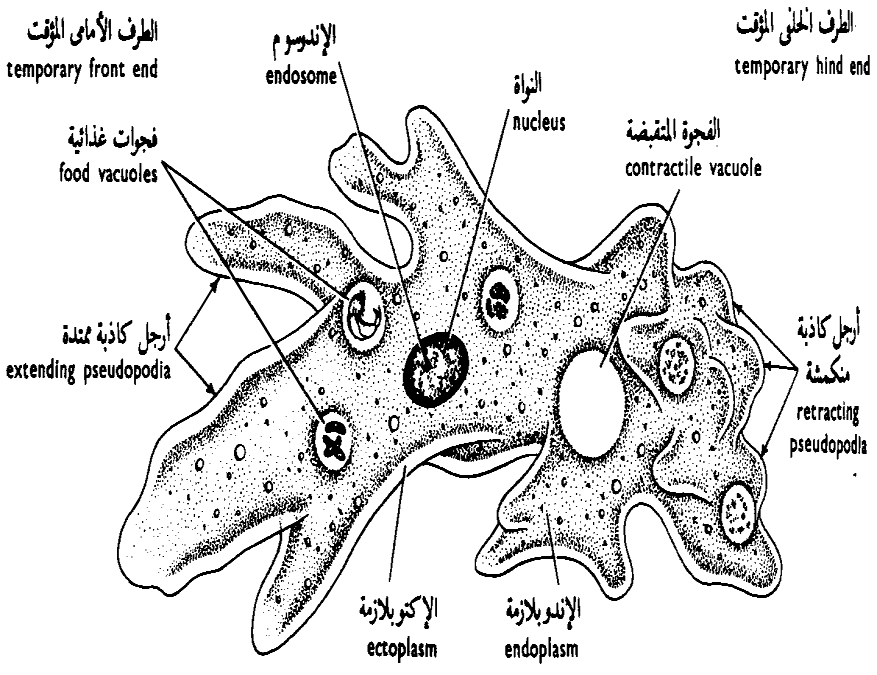 الطرف الأمامى المؤقت
temporary front end
الإندوسوم
endosome
الطرف الخلفى المؤقت
temporary hind end
النواة
nucleus
فجوات غذائية
food vacuoles
الفجوة المتقبضة
contractile vacuole
أرجل كاذبة ممتدة
extending pseudopodia
أرجل كاذبة
منكمشة
retracting
pseudopodia
الإكتوبلازمة
ectoplasm
الإندوبلازمة
endoplasm